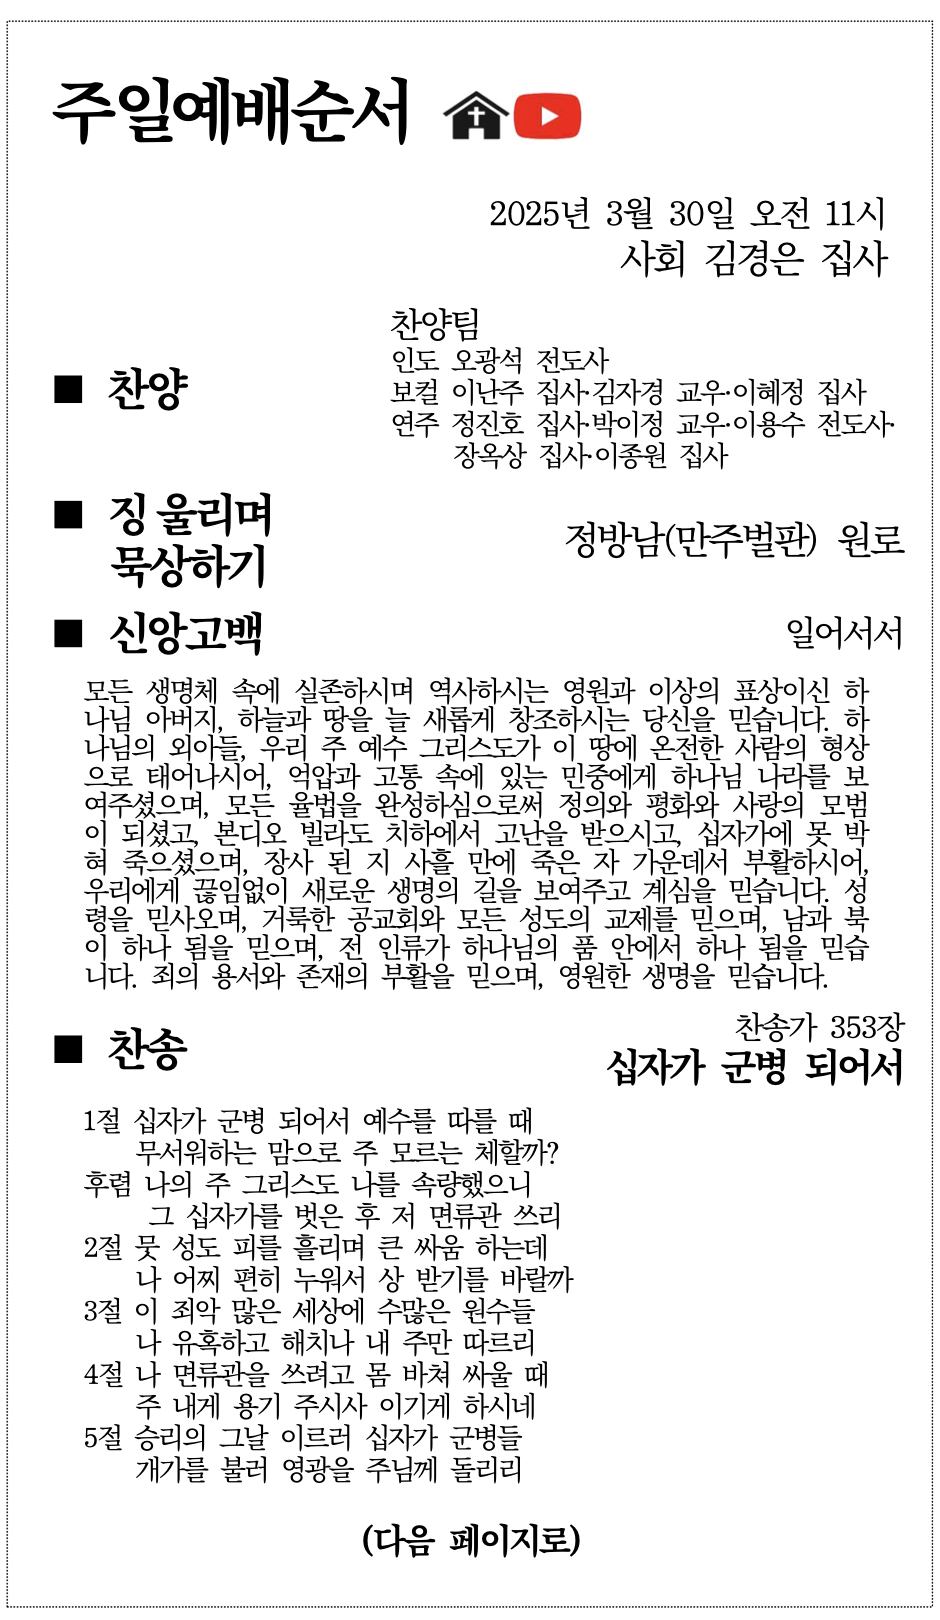 주일예배순서
2025년 3월 30일 오전 11시
사회 김경은 집사
■ 찬양
찬양팀
인도 오광석 전도사
보컬 이난주 집사·김자경 교우·이혜정 집사
연주 정진호 집사·박이정 교우·이용수 전도사·
장옥상 집사·이종원 집사
■ 징 울리며
묵상하기
정방남(만주벌판) 원로
■ 신앙고백 일어서서
모든 생명체 속에 실존하시며 역사하시는 영원과 이상의 표상이신 하
나님 아버지, 하늘과 땅을 늘 새롭게 창조하시는 당신을 믿습니다. 하
나님의 외아들, 우리 주 예수 그리스도가 이 땅에 온전한 사람의 형상
으로 태어나시어, 억압과 고통 속에 있는 민중에게 하나님 나라를 보
여주셨으며, 모든 율법을 완성하심으로써 정의와 평화와 사랑의 모범
이 되셨고, 본디오 빌라도 치하에서 고난을 받으시고, 십자가에 못 박
혀 죽으셨으며, 장사 된 지 사흘 만에 죽은 자 가운데서 부활하시어,
우리에게 끊임없이 새로운 생명의 길을 보여주고 계심을 믿습니다. 성
령을 믿사오며, 거룩한 공교회와 모든 성도의 교제를 믿으며, 남과 북
이 하나 됨을 믿으며, 전 인류가 하나님의 품 안에서 하나 됨을 믿습
니다. 죄의 용서와 존재의 부활을 믿으며, 영원한 생명을 믿습니다.
■ 찬송
찬송가 353장
십자가 군병 되어서
1절 십자가 군병 되어서 예수를 따를 때
무서워하는 맘으로 주 모르는 체할까?
후렴 나의 주 그리스도 나를 속량했으니
그 십자가를 벗은 후 저 면류관 쓰리
2절 뭇 성도 피를 흘리며 큰 싸움 하는데
나 어찌 편히 누워서 상 받기를 바랄까
3절 이 죄악 많은 세상에 수많은 원수들
나 유혹하고 해치나 내 주만 따르리
4절 나 면류관을 쓰려고 몸 바쳐 싸울 때
주 내게 용기 주시사 이기게 하시네
5절 승리의 그날 이르러 십자가 군병들
개가를 불러 영광을 주님께 돌리리
(다음 페이지로)